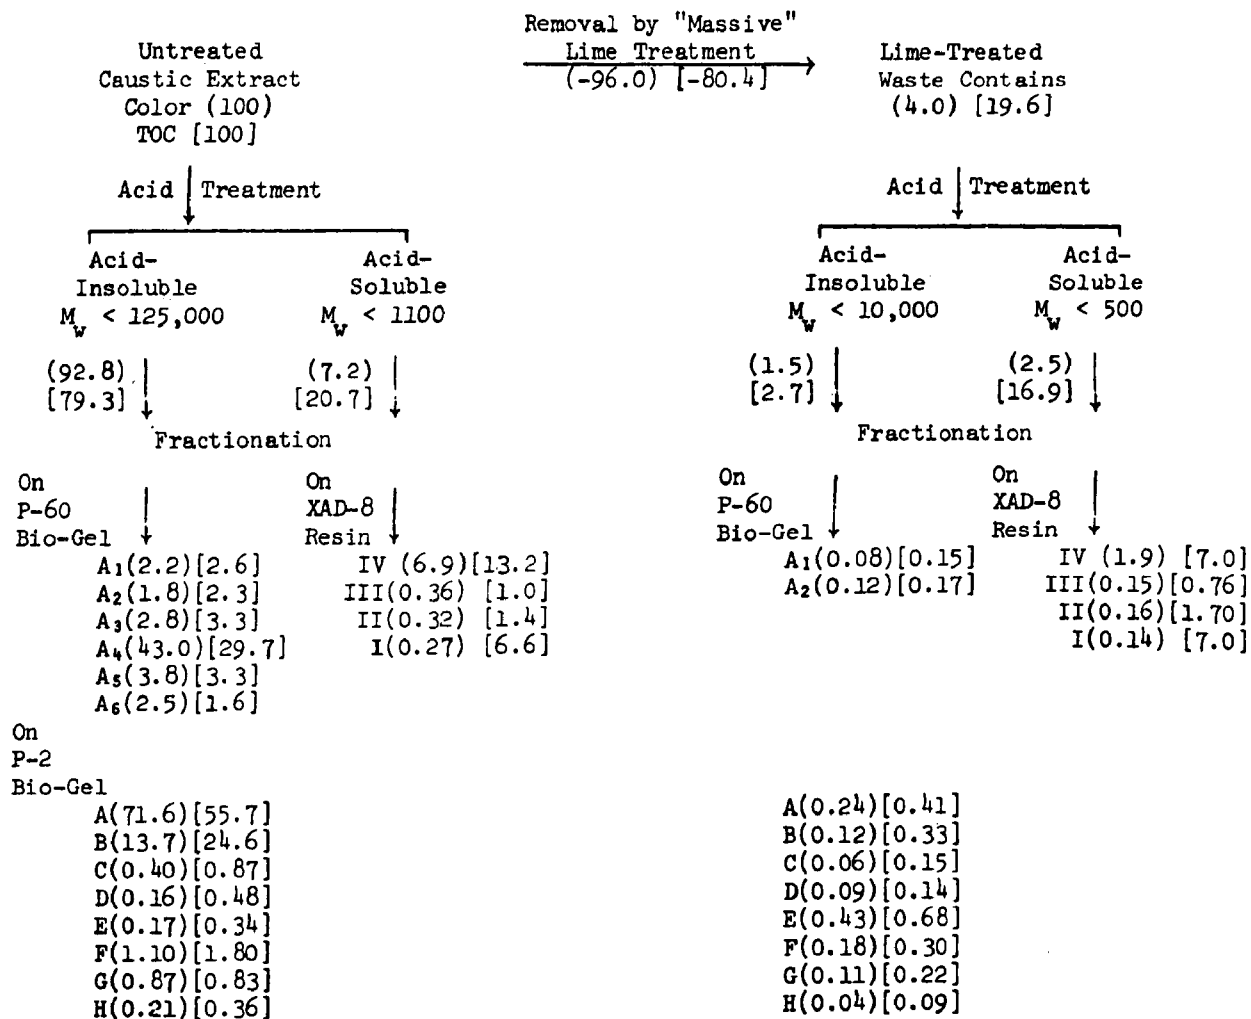 Removal by "Massive"
Lime Treatment
(-96.0) [-80.4]
Untreated
Caustic Extract
Color (100)
TOC [100]
Lime-Treated
Waste Contains
(4.0) [19.6]
Acid Treatment
Acid-
Insoluble
Mw < 125,000
(92.8)
[79.3]
Acid-
Soluble
Mw < 1100
(7.2)
[20.7]
Fractionation
On
P-60
Bio-Gel
A1(2.2)[2.6]
A2(1.8)[2.3]
A3(2.8)[3.3]
A4(43.0)[29.7]
A5(3.8)[3.3]
A6(2.5)[1.6]
On
XAD-8
Resin
IV (6.9)[13.2]
III(0.36) [1.0]
II(0.32) [1.4]
I(0.27) [6.6]
On
P-2
Bio-Gel
A(71.6)[55.7]
B(13.7)[24.6]
C(0.40)[0.87]
D(0.16)[0.48]
E(0.17)[0.34]
F(1.10)[1.80]
G(0.87)[0.83]
H(0.21)[0.36]
Acid Treatment
Acid-
Insoluble
Mw < 10,000
(1.5)
[2.7]
Acid-
Soluble
Mw < 500
(2.5)
[16.9]
Fractionation
On
P-60
Bio-Gel
A1(0.08)[0.15]
A2(0.12)[0.17]
On
XAD-8
Resin
IV (1.9) [7.0]
III(0.15)[0.76]
II(0.16)[1.70]
I(0.14) [7.0]
A(0.24)[0.41]
B(0.12)[0.33]
C(0.06)[0.15]
D(0.09)[0.14]
E(0.43)[0.68]
F(0.18)[0.30]
G(0.11)[0.22]
H(0.04)[0.09]